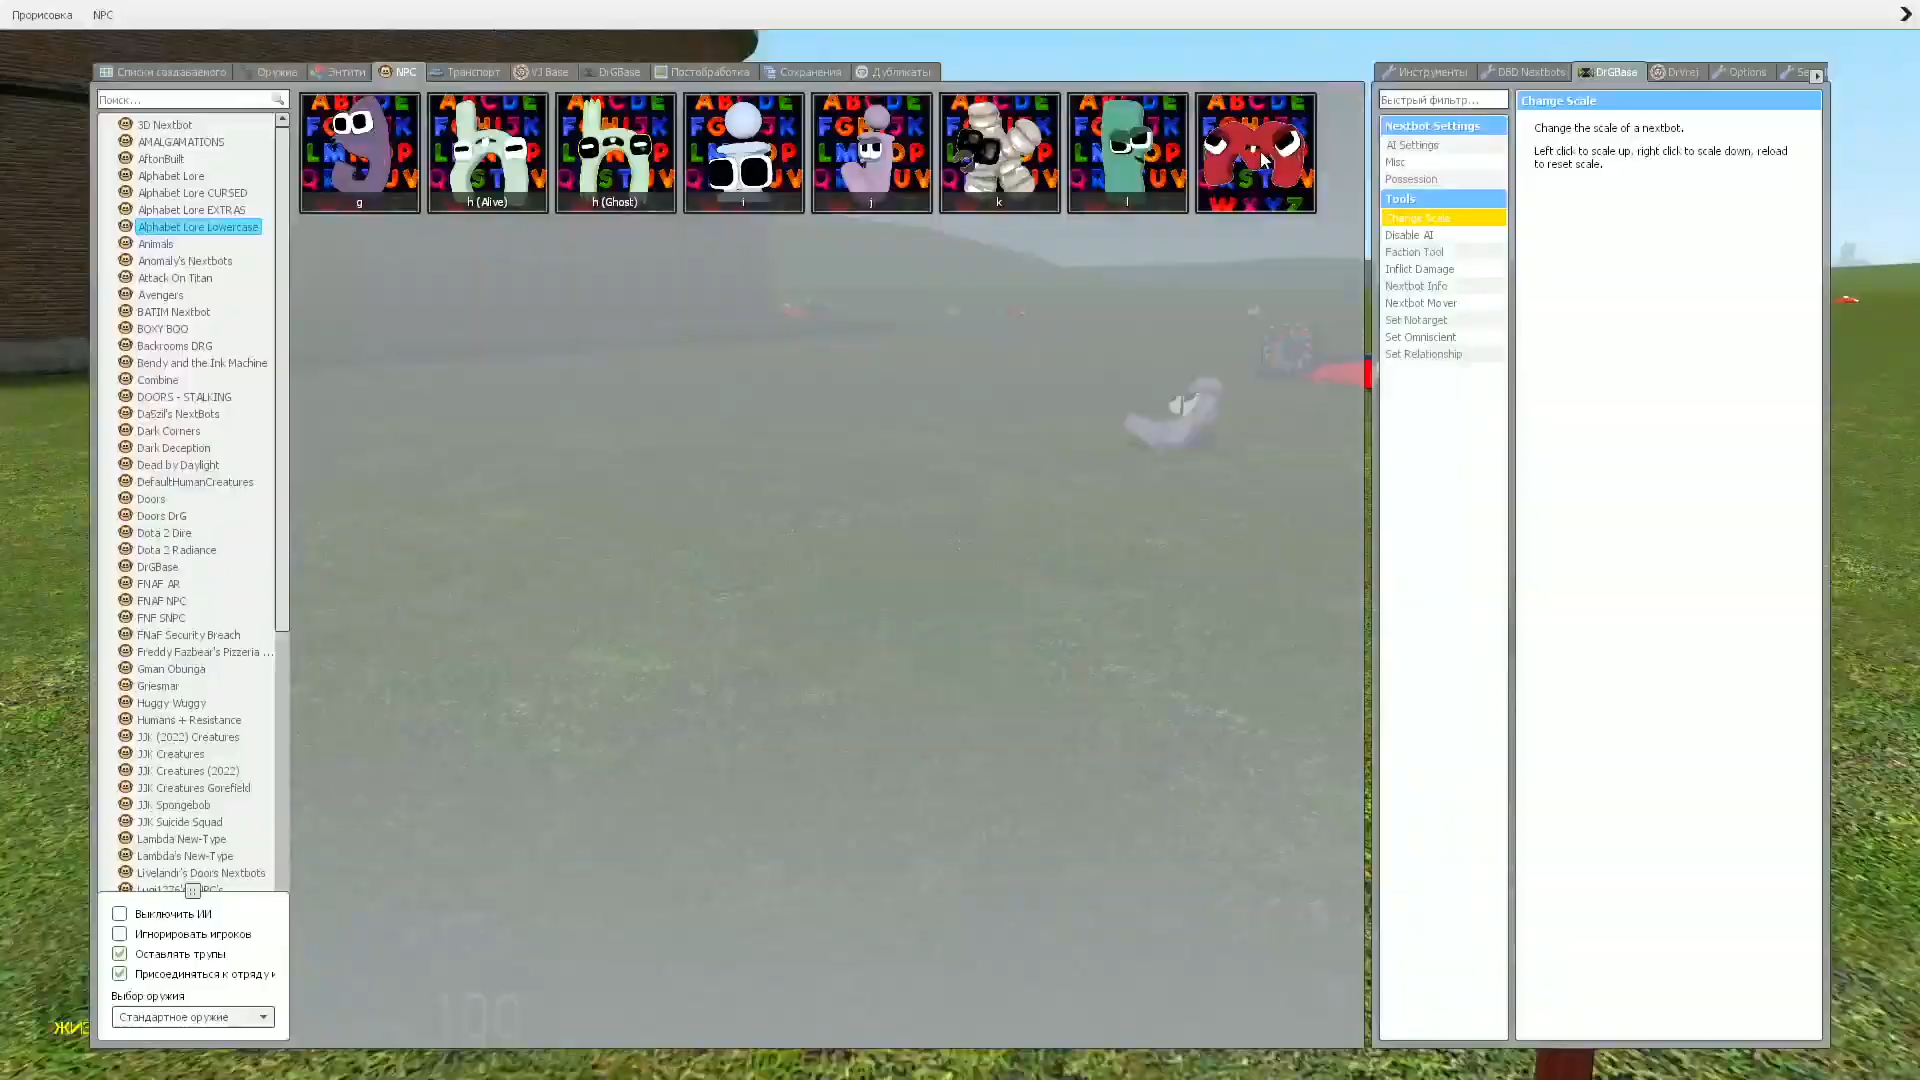 Прорисовка NPC
Списки создаваемого Оружие Энтити NPC Транспорт VJ Base DrGBase Постобработка Сохранения Дубликаты
Инструменты DBD Nextbots DrGBase DrVrej Options
Поиск...
3D Nextbot
AMALGAMATIONS
AftonBuilt
Alphabet Lore
Alphabet Lore CURSED
Alphabet Lore EXTRAS
Alphabet Lore Lowercase
Animals
Anomaly's Nextbots
Attack On Titan
Avengers
BATIM Nextbot
BOXY BOO
Backrooms DRG
Bendy and the Ink Machine
Combine
DOORS - STALKING
DaSzil's NextBots
Dark Corners
Dark Deception
Dead by Daylight
DefaultHumanCreatures
Doors
Doors DrG
Dota 2 Dire
Dota 2 Radiance
DrGBase
FNAF AR
FNAF NPC
FNF SNPC
FNaF Security Breach
Freddy Fazbear's Pizzeria ...
Gman Obunga
Griesmar
Huggy Wuggy
Humans + Resistance
JJK (2022) Creatures
JJK Creatures
JJK Creatures (2022)
JJK Creatures Gorefield
JJK Spongebob
JJK Suicide Squad
Lambda New-Type
Lambda's New-Type
Livelandr's Doors Nextbots
Выключить ИИ
Игнорировать игроков
Оставлять трупы
Присоединяться к отряду и
Выбор оружия
Стандартное оружие
g h (Alive) h (Ghost) i j k l
Быстрый фильтр...
Nextbot Settings
AI Settings
Misc
Possession
Tools
Change Scale
Disable AI
Faction Tool
Inflict Damage
Nextbot Info
Nextbot Mover
Set Notarget
Set Omniscient
Set Relationship
Change Scale
Change the scale of a nextbot.
Left click to scale up, right click to scale down, reload
to reset scale.